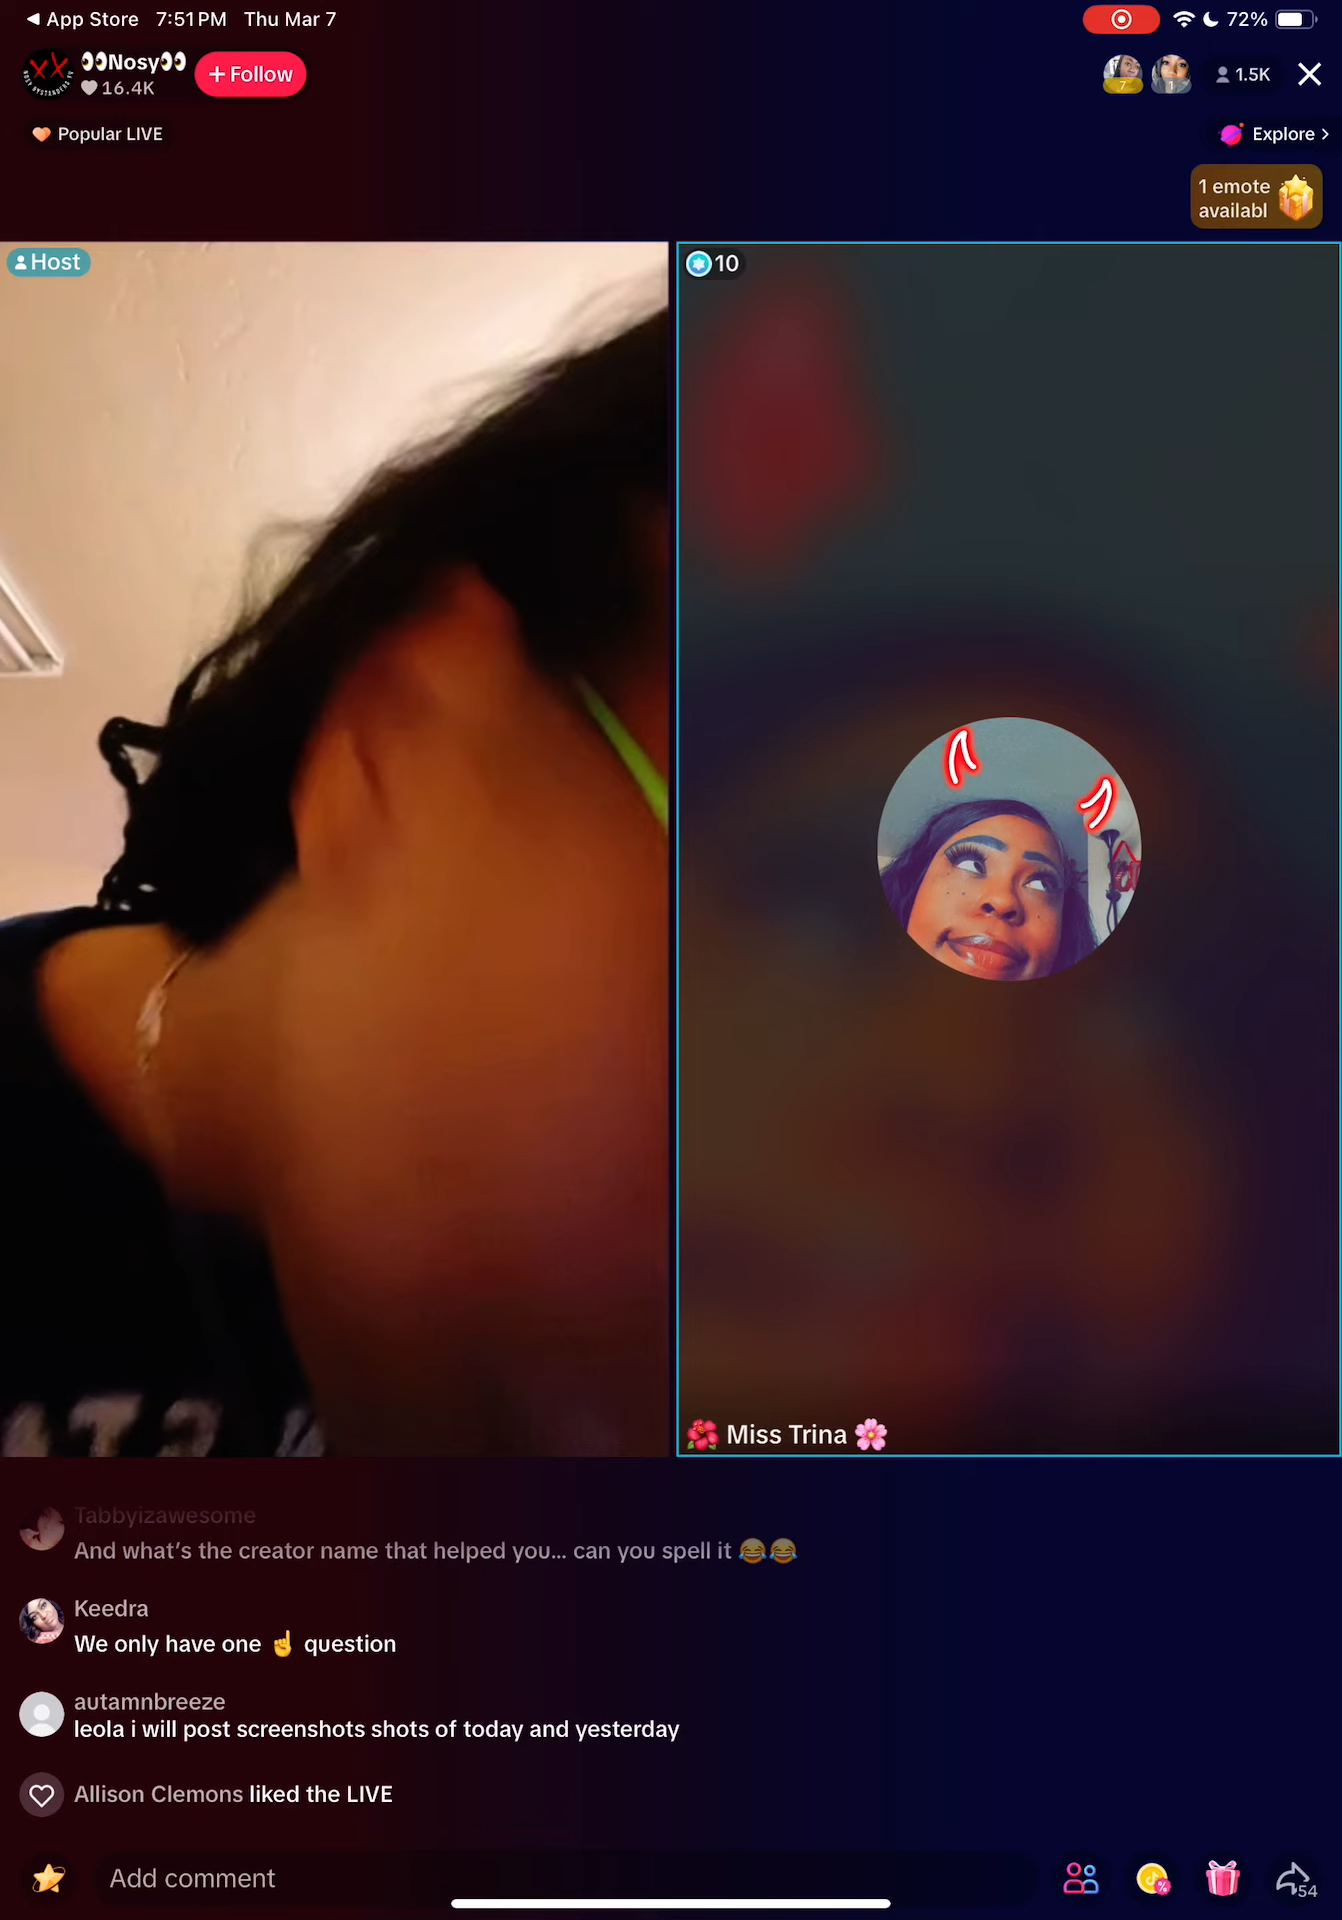 App Store 7:51 PM Thu Mar 7
72%
👀Nosy👀
16.4K
+ Follow
7
1
1.5K
Popular LIVE
Explore >
1 emote
availabl
Host
10
🌺 Miss Trina 🌸
Tabbyizawesome
And what's the creator name that helped you... can you spell it 😂😂
Keedra
We only have one ☝️ question
autamnbreeze
leola i will post screenshots shots of today and yesterday
Allison Clemons liked the LIVE
Add comment
54